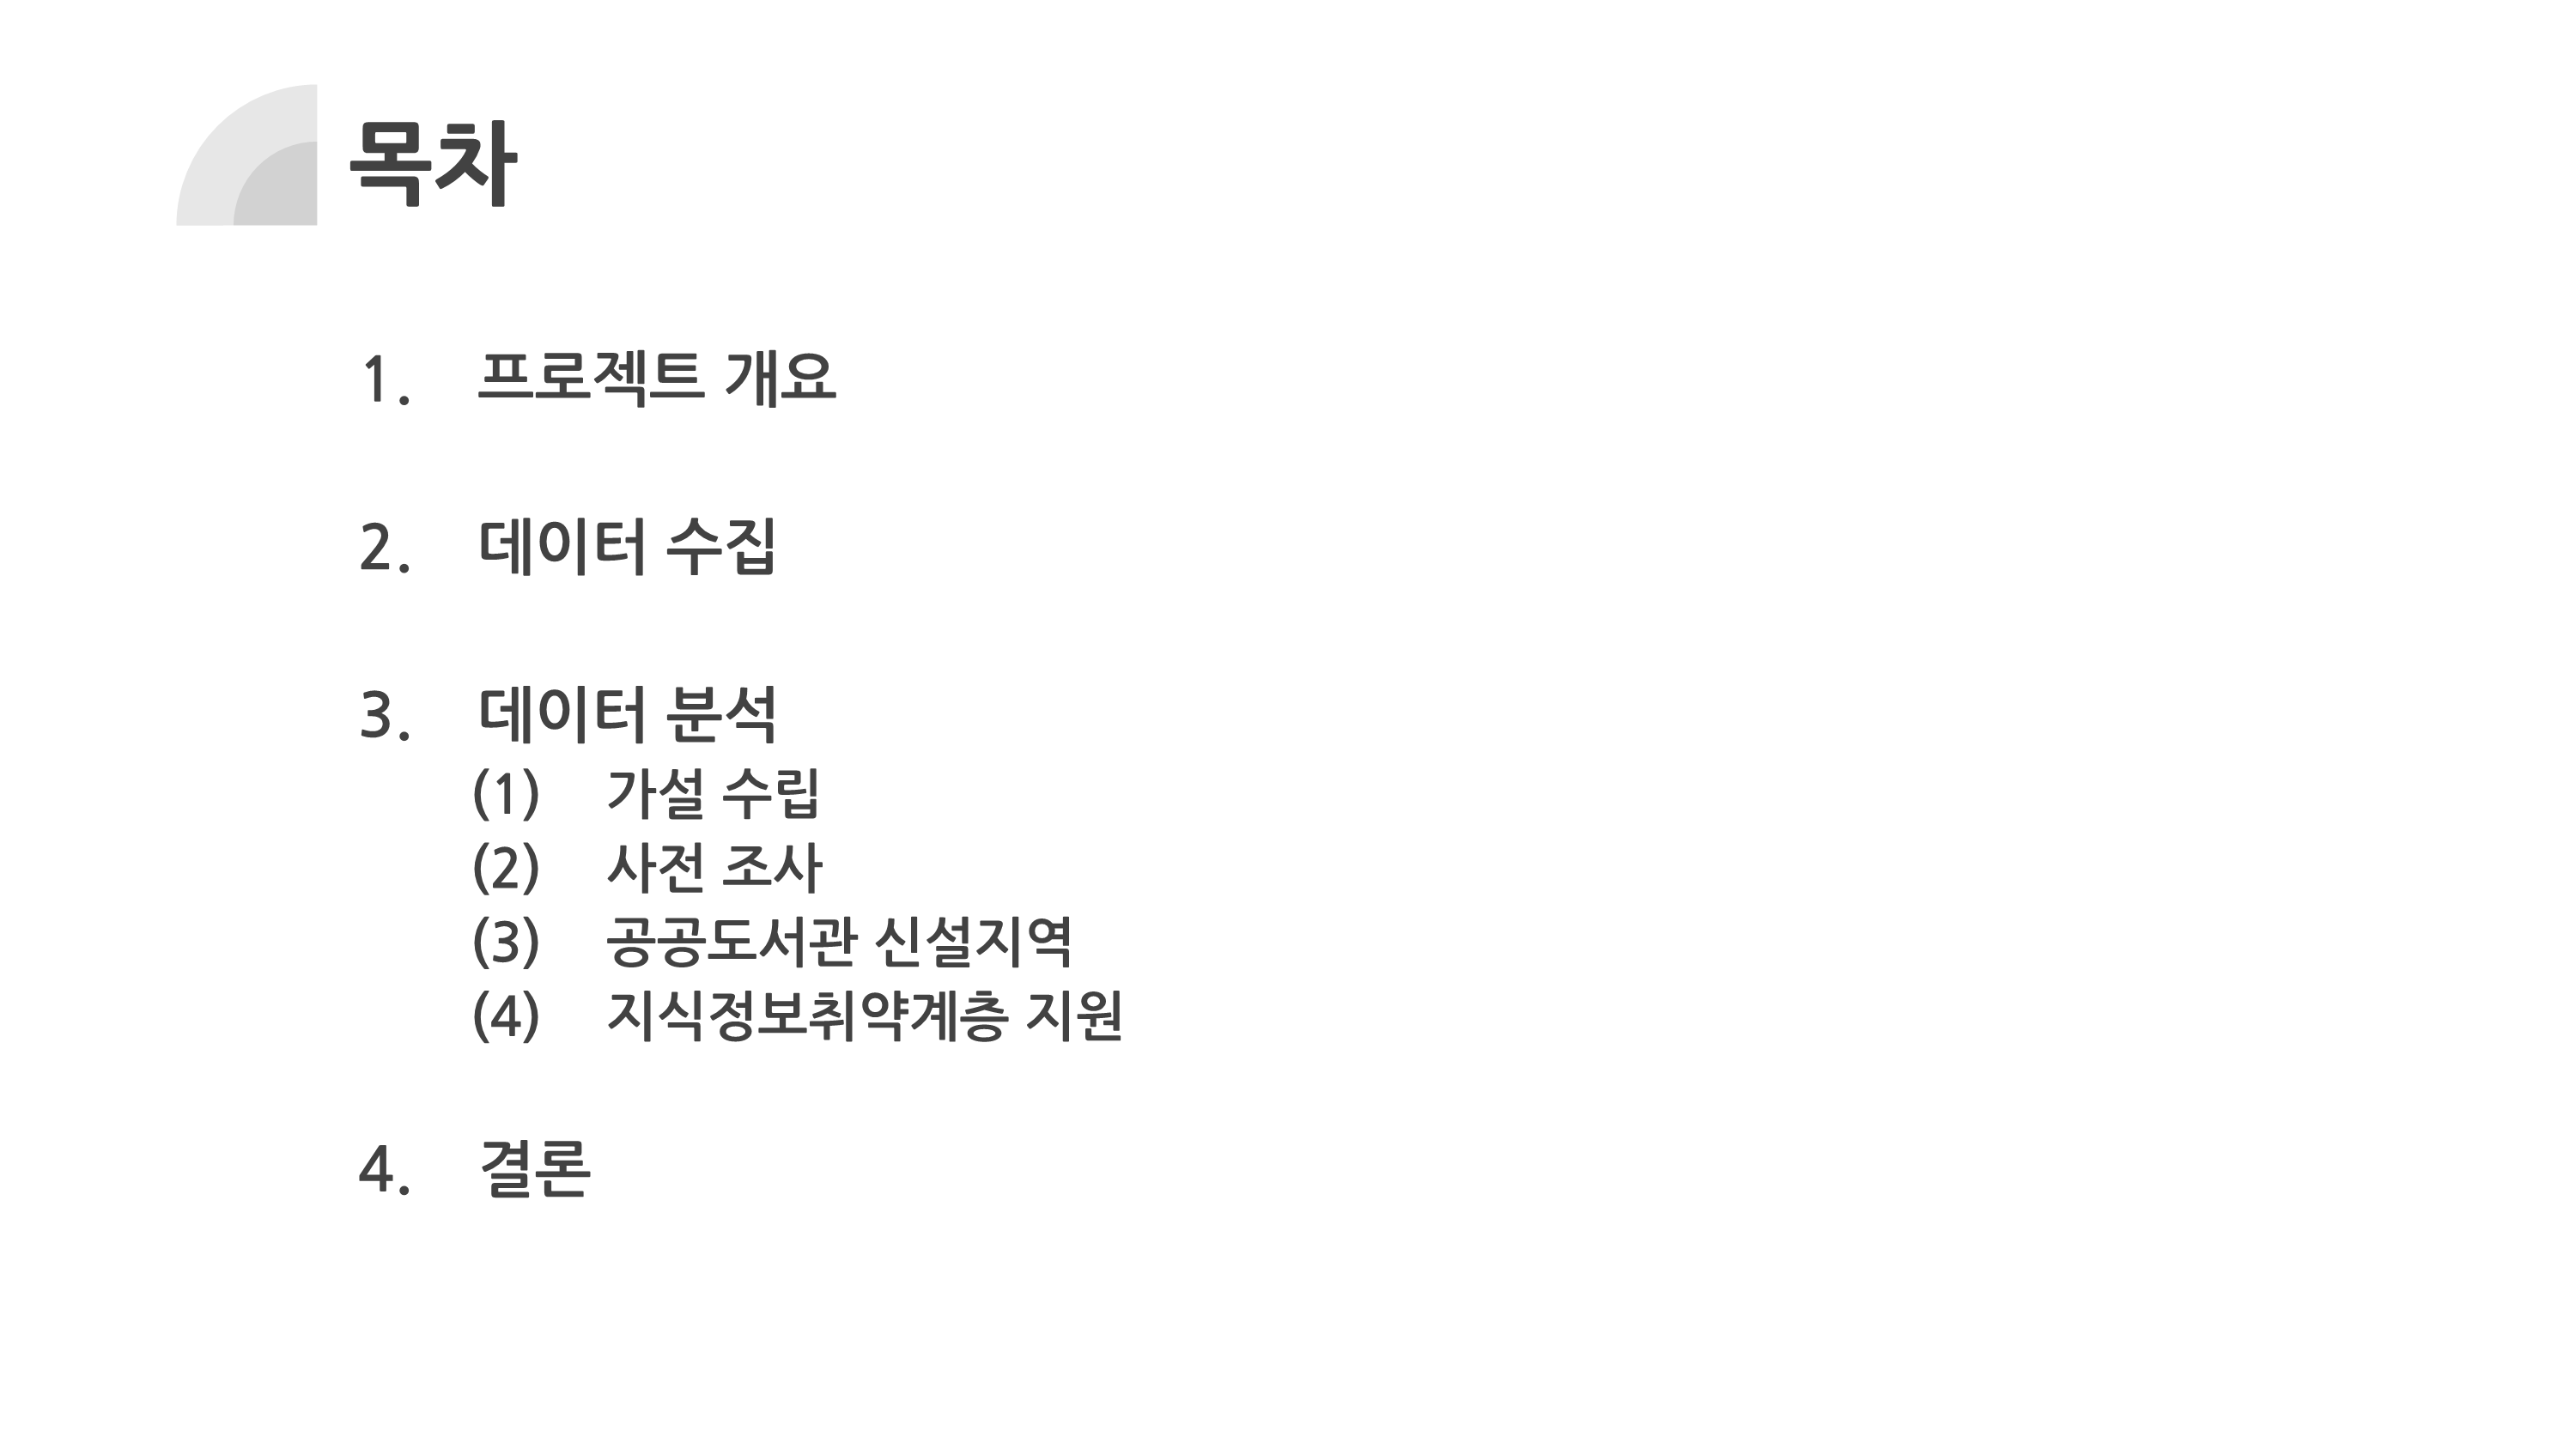 목차
1. 프로젝트 개요
2. 데이터 수집
3. 데이터 분석
(1) 가설 수립
(2) 사전 조사
(3) 공공도서관 신설지역
(4) 지식정보취약계층 지원
4. 결론